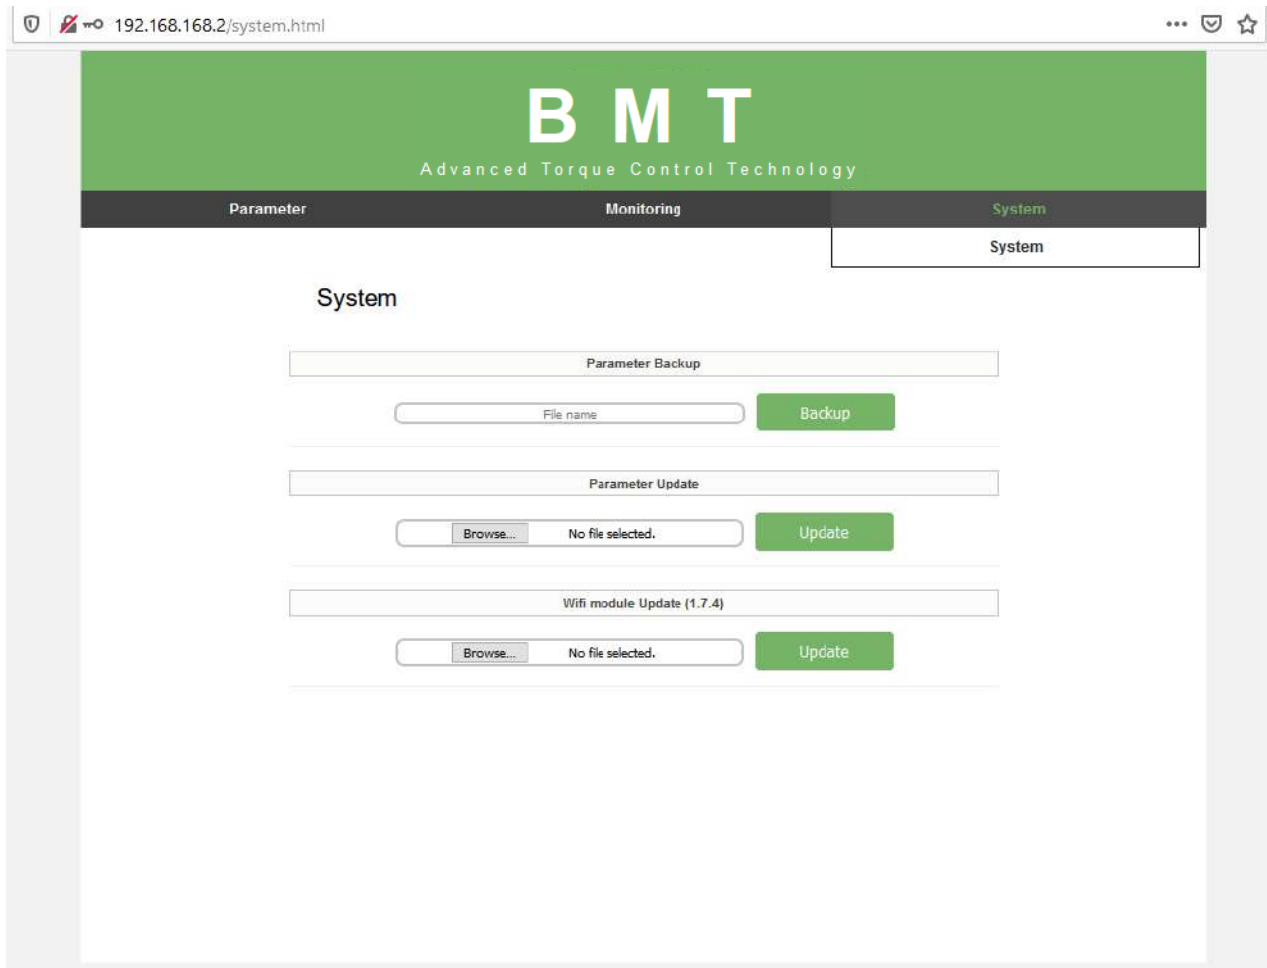 192.168.168.2/system.html
B M T
Advanced Torque Control Technology
Parameter Monitoring System
System
System
Parameter Backup
File name Backup
Parameter Update
Browse... No file selected. Update
Wifi module Update (1.7.4)
Browse... No file selected. Update